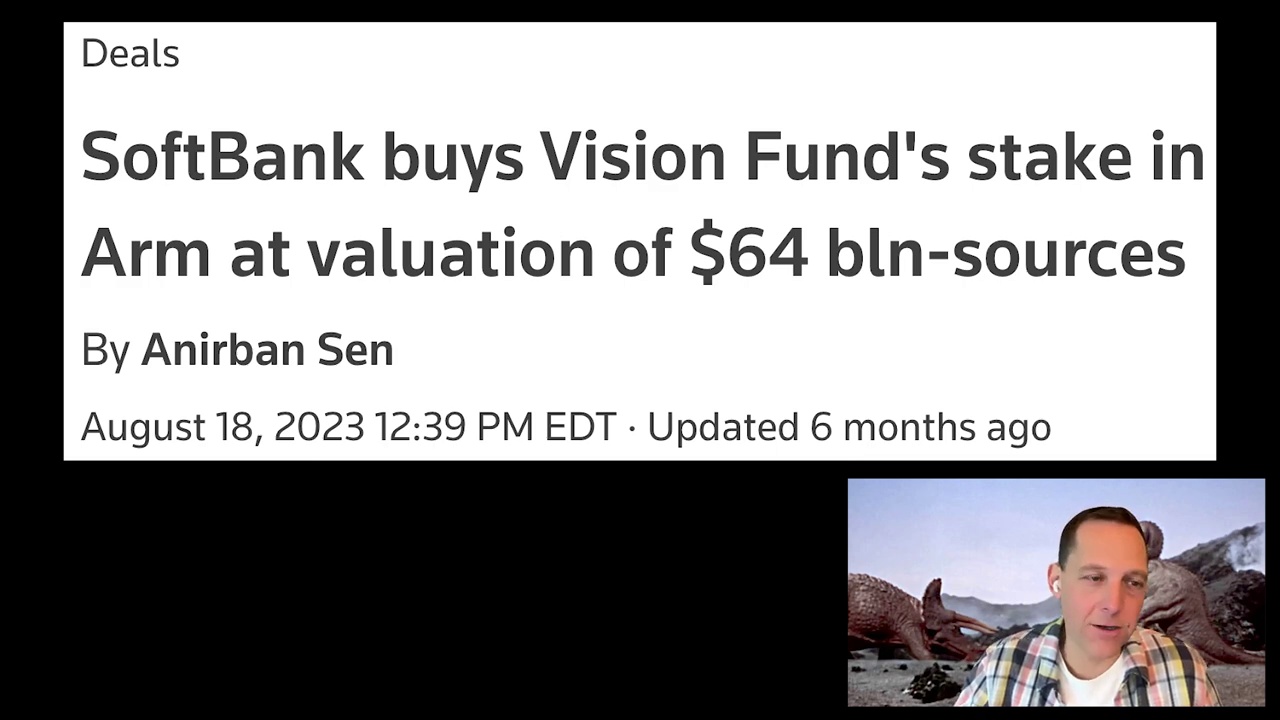 Deals
SoftBank buys Vision Fund's stake in
Arm at valuation of $64 bln-sources
By Anirban Sen
August 18, 2023 12:39 PM EDT · Updated 6 months ago